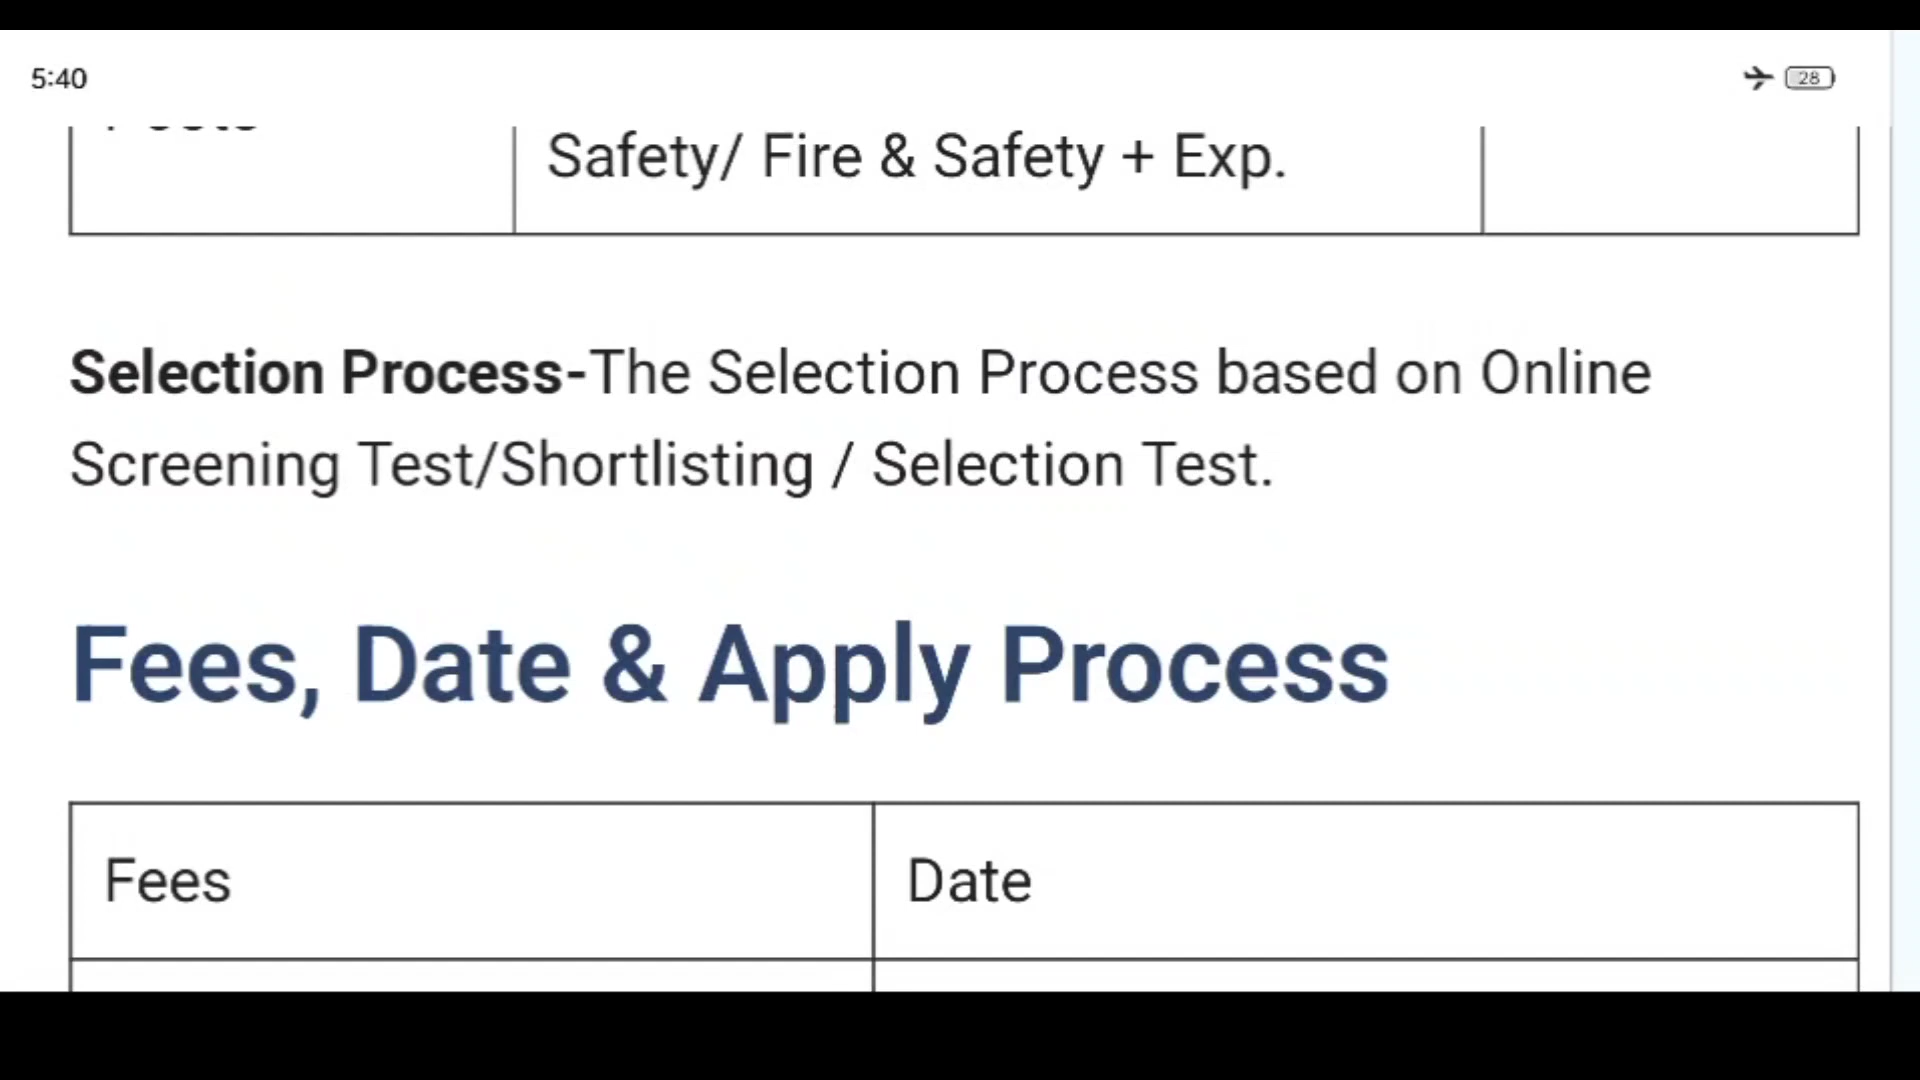 5:40
28
Safety/ Fire & Safety + Exp.
Selection Process-The Selection Process based on Online
Screening Test/Shortlisting / Selection Test.
Fees, Date & Apply Process
Fees
Date